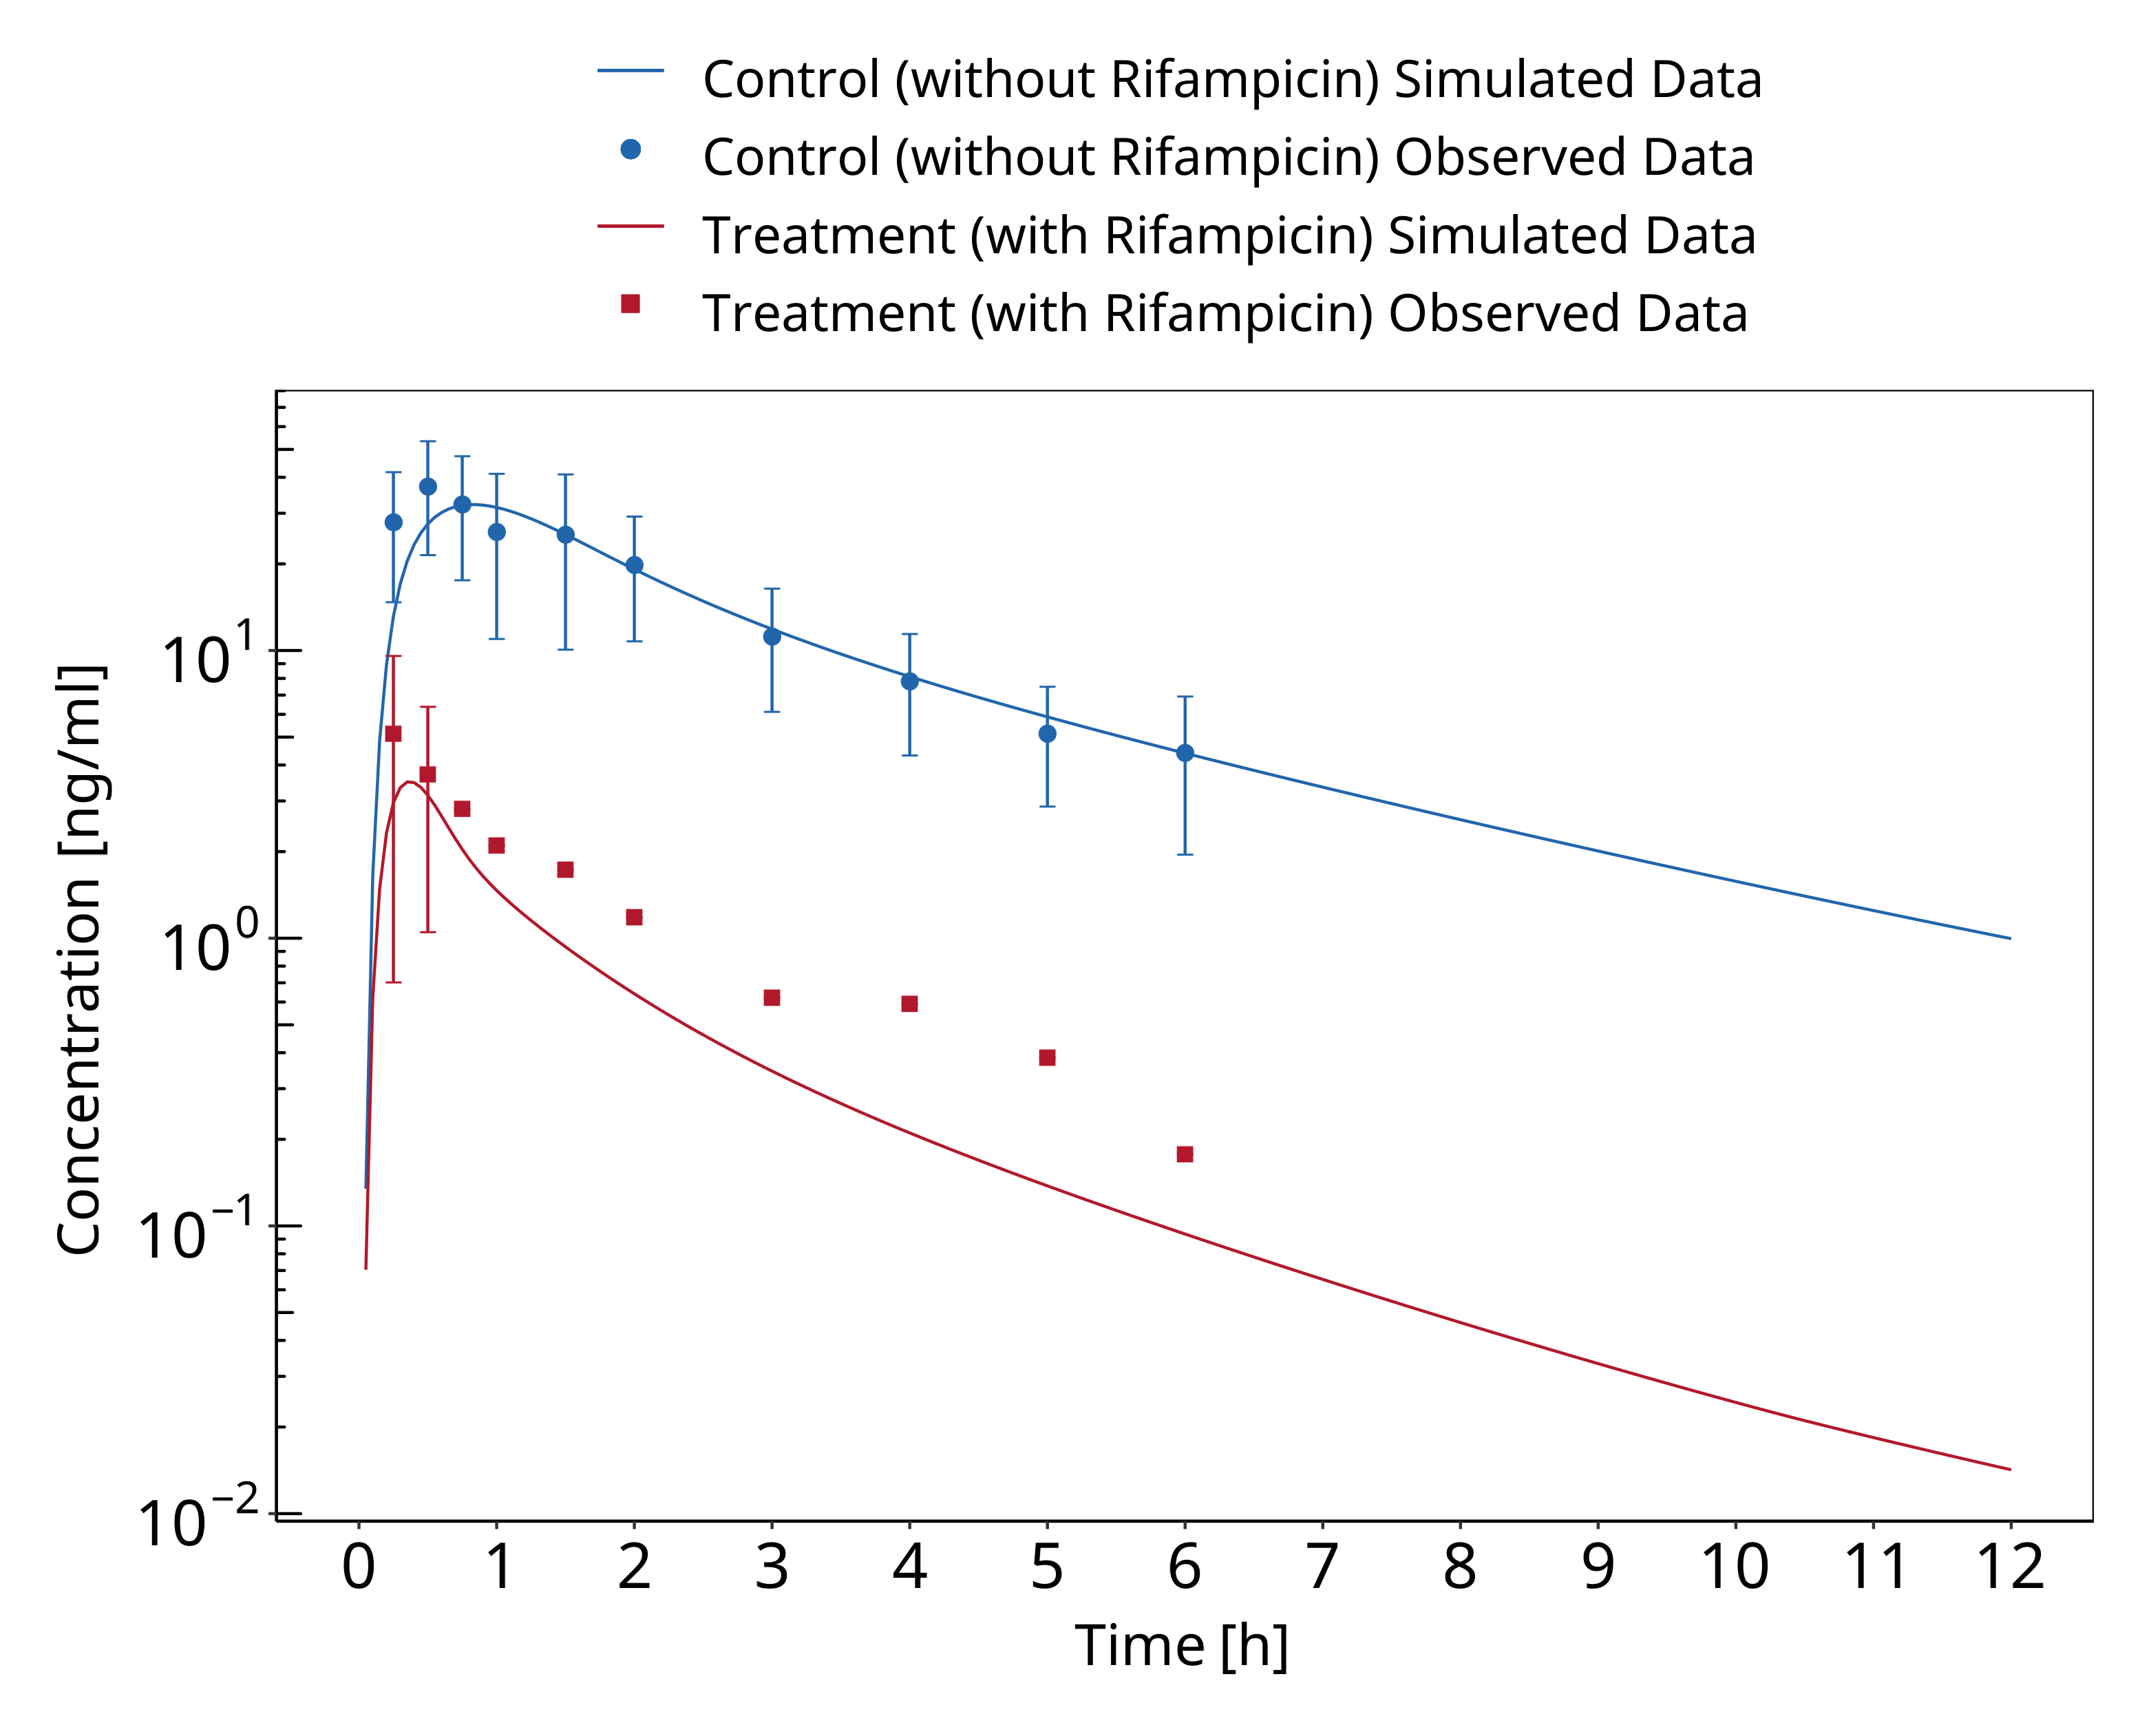 Control (without Rifampicin) Simulated Data
Control (without Rifampicin) Observed Data
Treatment (with Rifampicin) Simulated Data
Treatment (with Rifampicin) Observed Data
Concentration [ng/ml]
10¹
10⁰
10⁻¹
10⁻²
0 1 2 3 4 5 6 7 8 9 10 11 12
Time [h]